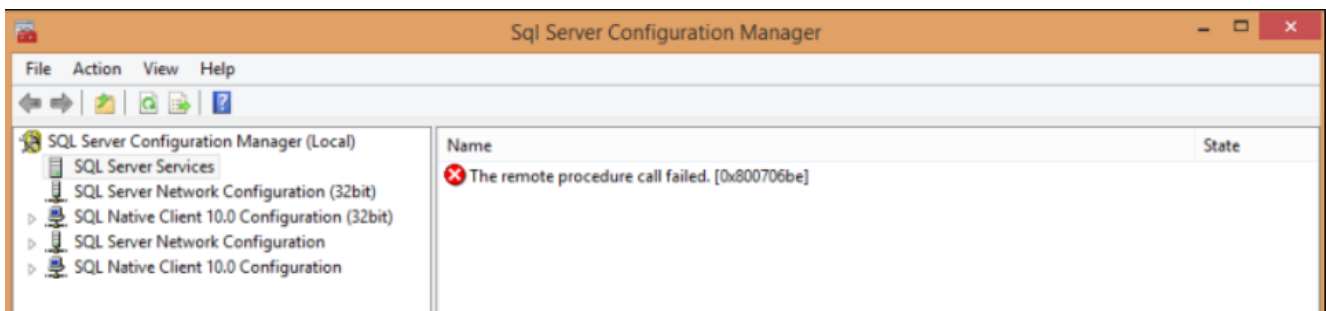 Sql Server Configuration Manager
File Action View Help
SQL Server Configuration Manager (Local)
SQL Server Services
SQL Server Network Configuration (32bit)
SQL Native Client 10.0 Configuration (32bit)
SQL Server Network Configuration
SQL Native Client 10.0 Configuration
Name State
The remote procedure call failed. [0x800706be]